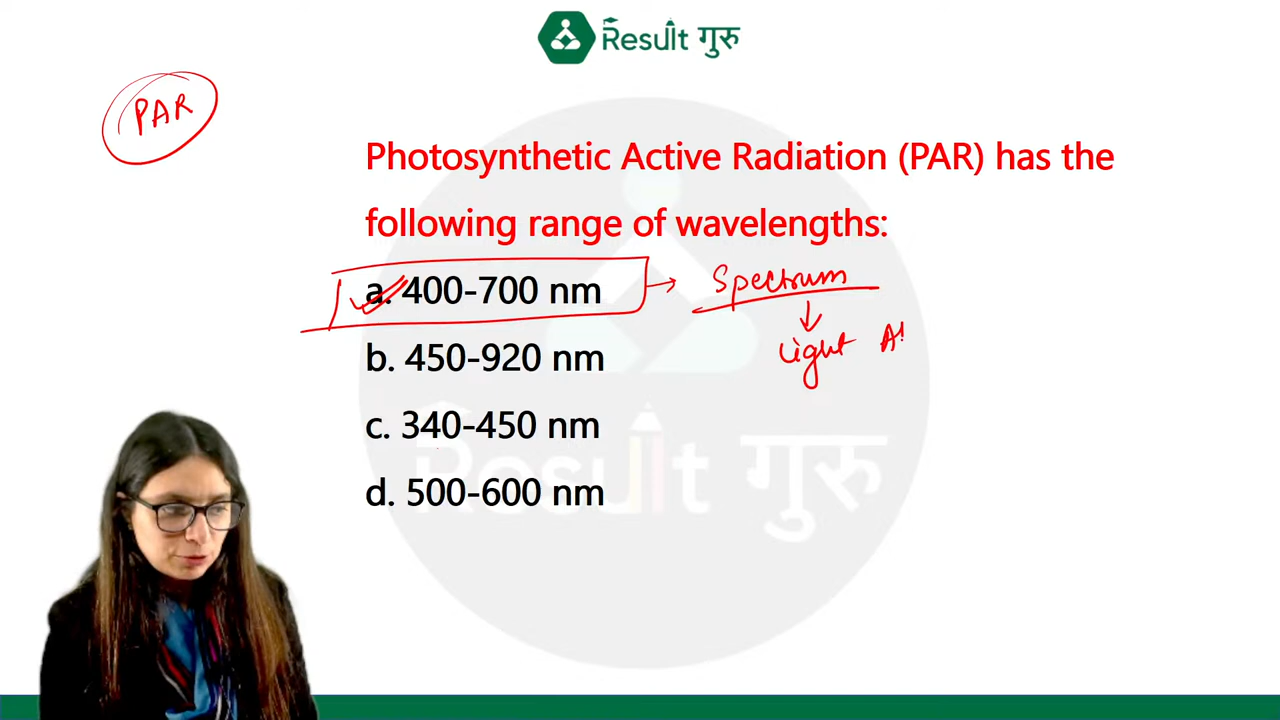 Result गुरु
PAR
Photosynthetic Active Radiation (PAR) has the
following range of wavelengths:
a. 400-700 nm
Spectrum
Light
b. 450-920 nm
c. 340-450 nm
d. 500-600 nm
Result गुरु